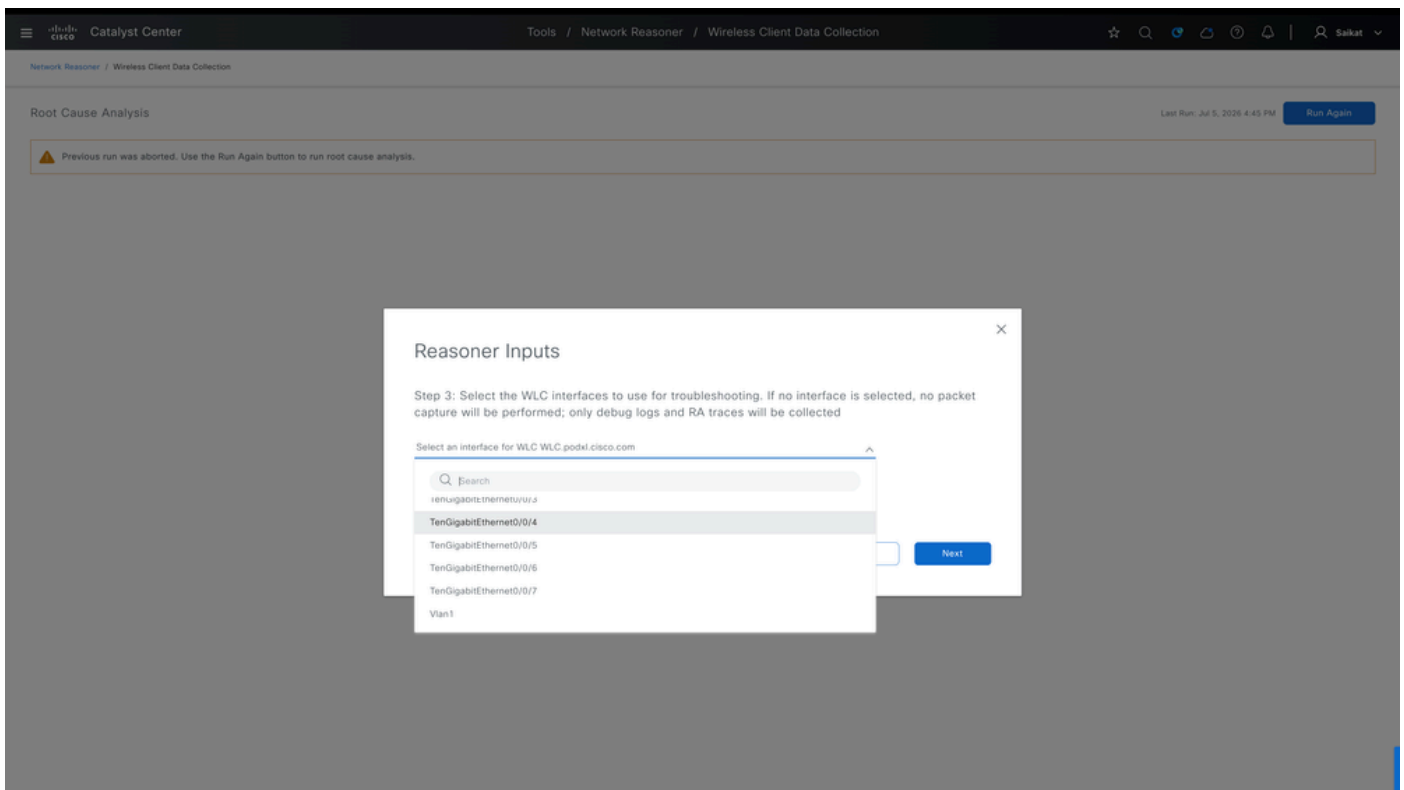 cisco Catalyst Center
Tools / Network Reasoner / Wireless Client Data Collection
Saikat
Network Reasoner / Wireless Client Data Collection
Root Cause Analysis
Last Run: Jul 5, 2026 4:45 PM
Run Again
Previous run was aborted. Use the Run Again button to run root cause analysis.
Reasoner Inputs
Step 3: Select the WLC interfaces to use for troubleshooting. If no interface is selected, no packet
capture will be performed; only debug logs and RA traces will be collected
Select an interface for WLC WLC.podxl.cisco.com
Search
TenGigabitEthernet0/0/3
TenGigabitEthernet0/0/4
TenGigabitEthernet0/0/5
Next
TenGigabitEthernet0/0/6
TenGigabitEthernet0/0/7
Vlan1